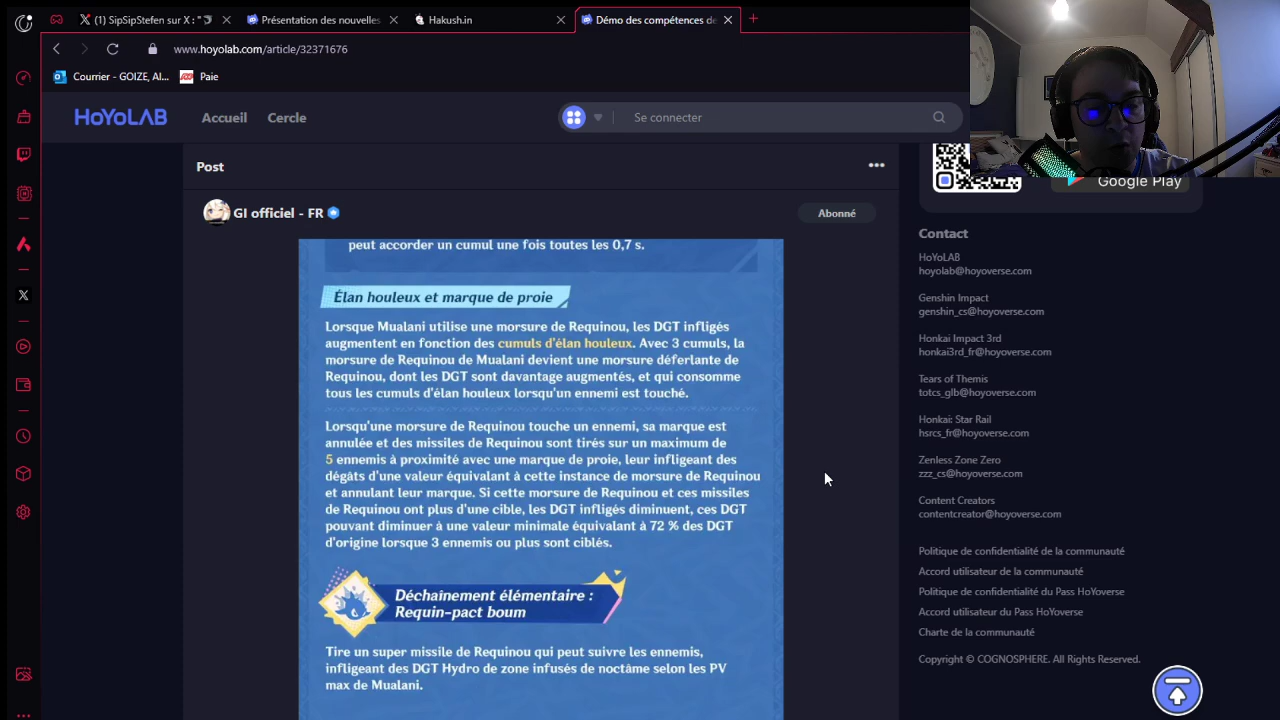 (1) SipSipStefen sur X : "
Présentation des nouvelles
Hakush.in
Démo des compétences de
www.hoyolab.com/article/32371676
Courrier - GOIZE, Al...
Paie
HoYoLAB
Accueil
Cercle
Se connecter
Post
GI officiel - FR
Abonné
peut accorder un cumul une fois toutes les 0,7 s.
Élan houleux et marque de proie
Lorsque Mualani utilise une morsure de Requinou, les DGT infligés
augmentent en fonction des cumuls d'élan houleux. Avec 3 cumuls, la
morsure de Requinou de Mualani devient une morsure déferlante de
Requinou, dont les DGT sont davantage augmentés, et qui consomme
tous les cumuls d'élan houleux lorsqu'un ennemi est touché.
Lorsqu'une morsure de Requinou touche un ennemi, sa marque est
annulée et des missiles de Requinou sont tirés sur un maximum de
5 ennemis à proximité avec une marque de proie, leur infligeant des
dégâts d'une valeur équivalant à cette instance de morsure de Requinou
et annulant leur marque. Si cette morsure de Requinou et ces missiles
de Requinou ont plus d'une cible, les DGT infligés diminuent, ces DGT
pouvant diminuer à une valeur minimale équivalant à 72 % des DGT
d'origine lorsque 3 ennemis ou plus sont ciblés.
Déchaînement élémentaire :
Requin-pact boum
Tire un super missile de Requinou qui peut suivre les ennemis,
infligeant des DGT Hydro de zone infusés de noctâme selon les PV
max de Mualani.
Google Play
Contact
HoYoLAB
hoyolab@hoyoverse.com
Genshin Impact
genshin_cs@hoyoverse.com
Honkai Impact 3rd
honkai3rd_fr@hoyoverse.com
Tears of Themis
totcs_glb@hoyoverse.com
Honkai: Star Rail
hsrcs_fr@hoyoverse.com
Zenless Zone Zero
zzz_cs@hoyoverse.com
Content Creators
contentcreator@hoyoverse.com
Politique de confidentialité de la communauté
Accord utilisateur de la communauté
Politique de confidentialité du Pass HoYoverse
Accord utilisateur du Pass HoYoverse
Charte de la communauté
Copyright © COGNOSPHERE. All Rights Reserved.